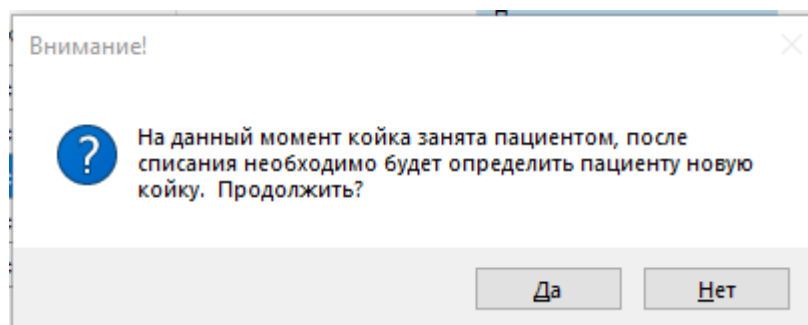 Внимание!
На данный момент койка занята пациентом, после
списания необходимо будет определить пациенту новую
койку.  Продолжить?
Да
Нет